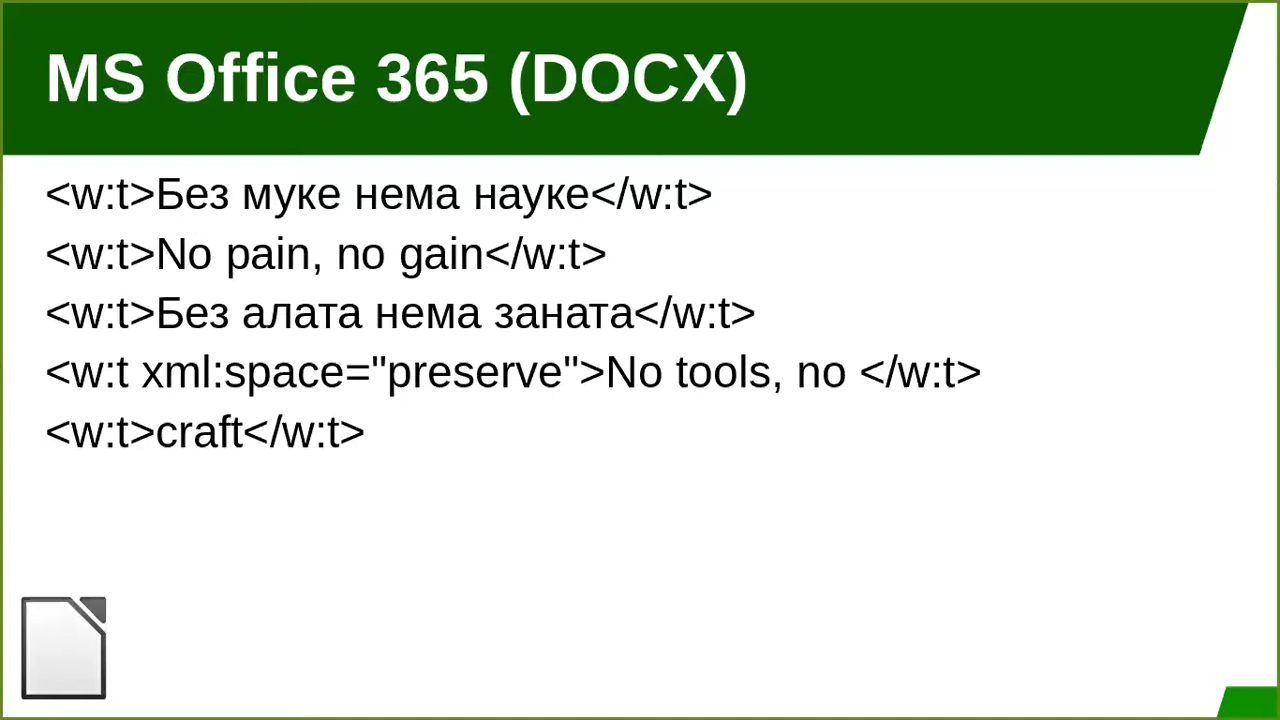 MS Office 365 (DOCX)
<w:t>Без муке нема науке</w:t>
<w:t>No pain, no gain</w:t>
<w:t>Без алата нема заната</w:t>
<w:t xml:space="preserve">No tools, no </w:t>
<w:t>craft</w:t>